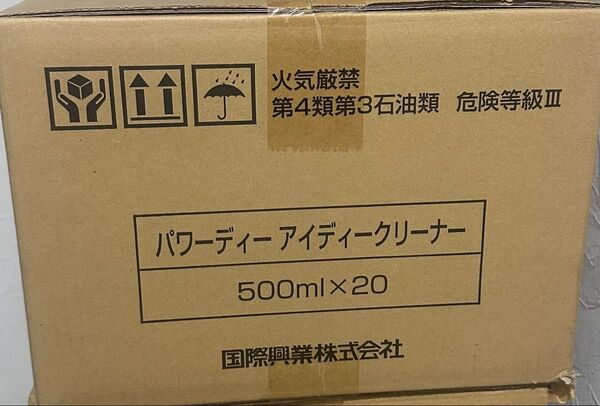 火気厳禁
第4類第3石油類 危険等級Ⅲ
パワーディー アイディークリーナー
500ml×20
国際興業株式会社